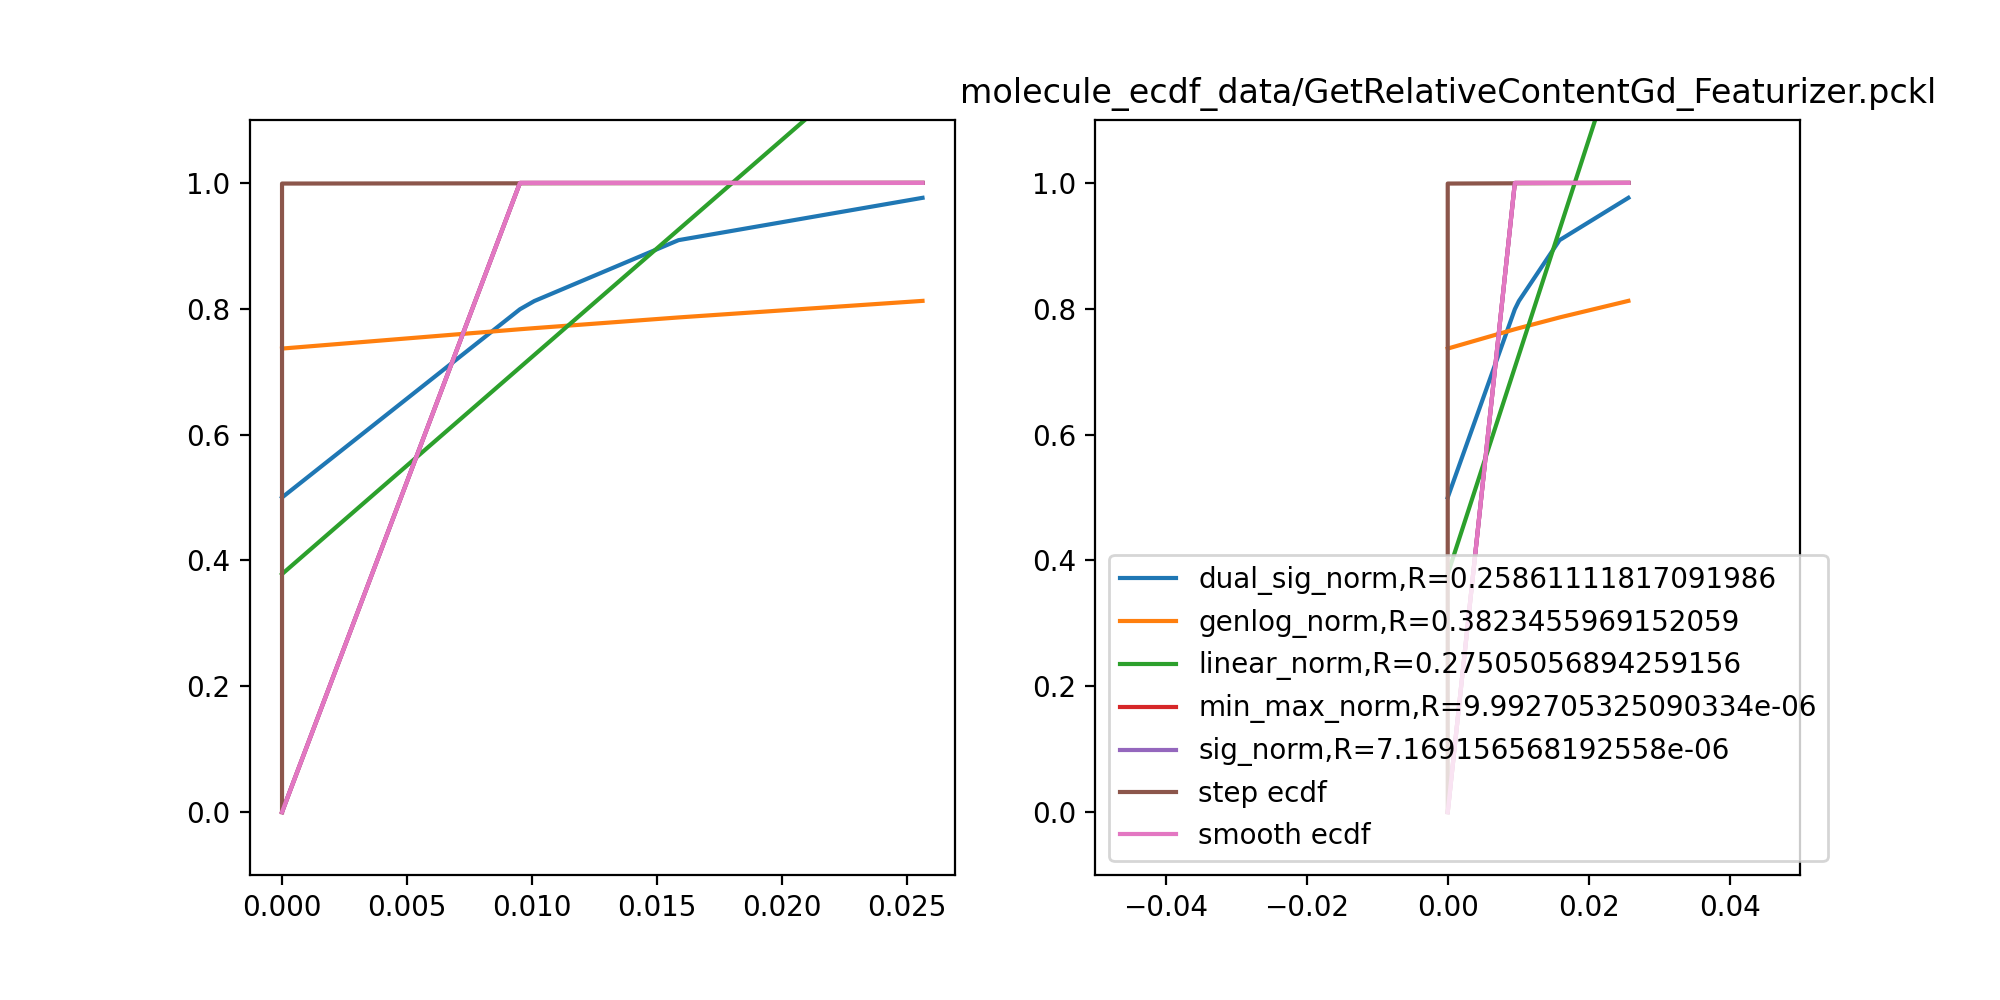 molecule_ecdf_data/GetRelativeContentGd_Featurizer.pckl
1.0
0.8
0.6
0.4
0.2
0.0
0.000 0.005 0.010 0.015 0.020 0.025
1.0
0.8
0.6
0.4
0.2
0.0
−0.04 −0.02 0.00 0.02 0.04
dual_sig_norm,R=0.25861111817091986
genlog_norm,R=0.3823455969152059
linear_norm,R=0.27505056894259156
min_max_norm,R=9.992705325090334e-06
sig_norm,R=7.169156568192558e-06
step ecdf
smooth ecdf